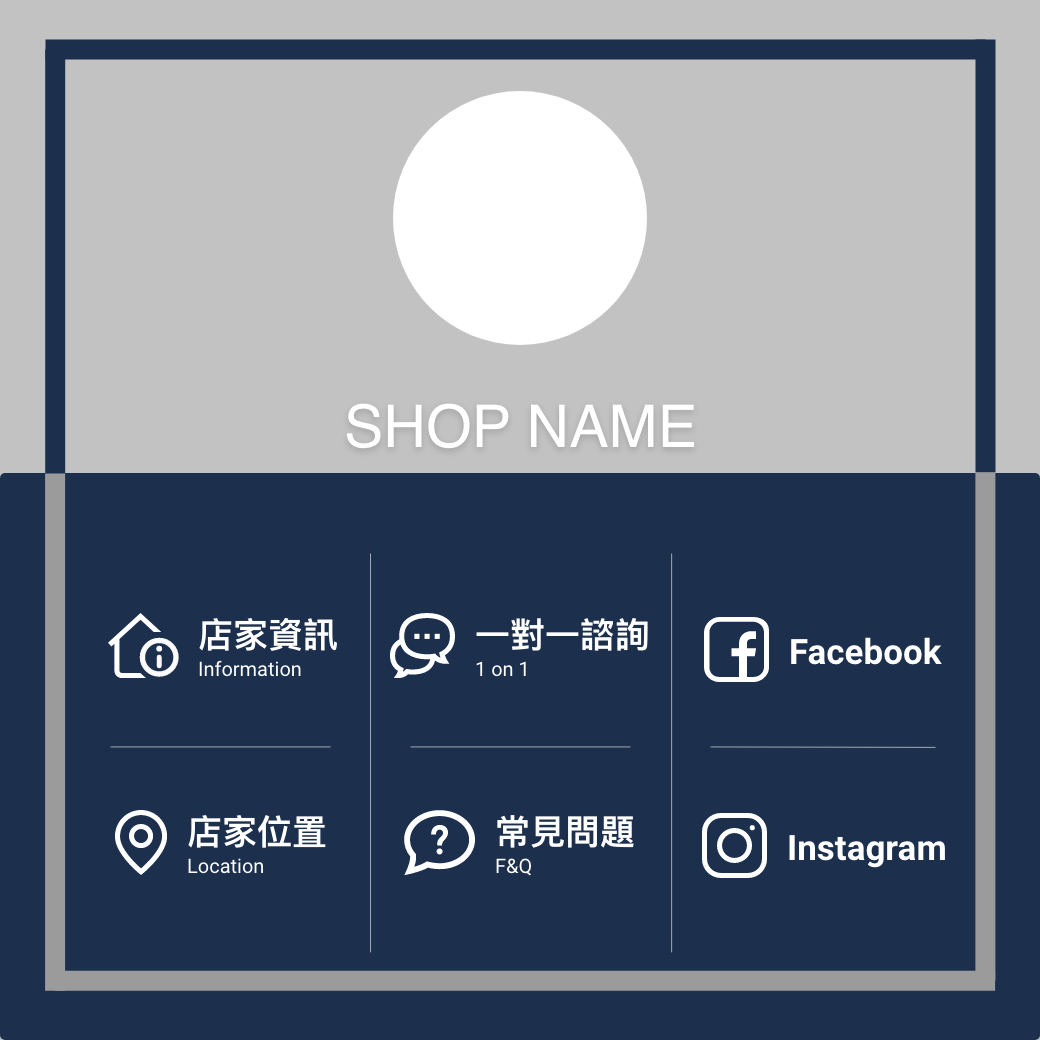 SHOP NAME
店家資訊
Information
一對一諮詢
1 on 1
Facebook
店家位置
Location
常見問題
F&Q
Instagram